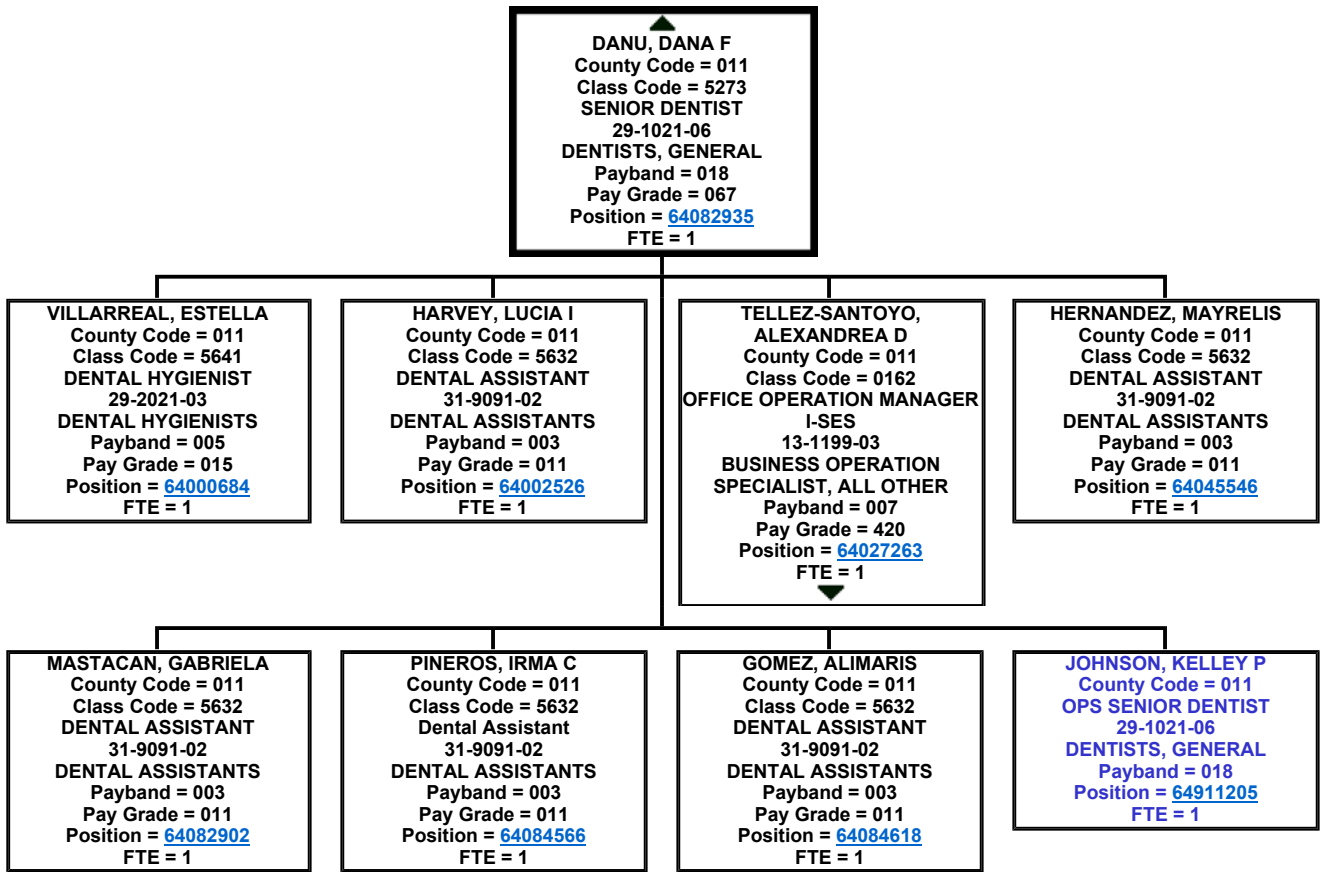 DANU, DANA F
County Code = 011
Class Code = 5273
SENIOR DENTIST
29-1021-06
DENTISTS, GENERAL
Payband = 018
Pay Grade = 067
Position = 64082935
FTE = 1
VILLARREAL, ESTELLA
County Code = 011
Class Code = 5641
DENTAL HYGIENIST
29-2021-03
DENTAL HYGIENISTS
Payband = 005
Pay Grade = 015
Position = 64000684
FTE = 1
HARVEY, LUCIA I
County Code = 011
Class Code = 5632
DENTAL ASSISTANT
31-9091-02
DENTAL ASSISTANTS
Payband = 003
Pay Grade = 011
Position = 64002526
FTE = 1
TELLEZ-SANTOYO,
ALEXANDREA D
County Code = 011
Class Code = 0162
OFFICE OPERATION MANAGER
I-SES
13-1199-03
BUSINESS OPERATION
SPECIALIST, ALL OTHER
Payband = 007
Pay Grade = 420
Position = 64027263
FTE = 1
HERNANDEZ, MAYRELIS
County Code = 011
Class Code = 5632
DENTAL ASSISTANT
31-9091-02
DENTAL ASSISTANTS
Payband = 003
Pay Grade = 011
Position = 64045546
FTE = 1
MASTACAN, GABRIELA
County Code = 011
Class Code = 5632
DENTAL ASSISTANT
31-9091-02
DENTAL ASSISTANTS
Payband = 003
Pay Grade = 011
Position = 64082902
FTE = 1
PINEROS, IRMA C
County Code = 011
Class Code = 5632
Dental Assistant
31-9091-02
DENTAL ASSISTANTS
Payband = 003
Pay Grade = 011
Position = 64084566
FTE = 1
GOMEZ, ALIMARIS
County Code = 011
Class Code = 5632
DENTAL ASSISTANT
31-9091-02
DENTAL ASSISTANTS
Payband = 003
Pay Grade = 011
Position = 64084618
FTE = 1
JOHNSON, KELLEY P
County Code = 011
OPS SENIOR DENTIST
29-1021-06
DENTISTS, GENERAL
Payband = 018
Position = 64911205
FTE = 1